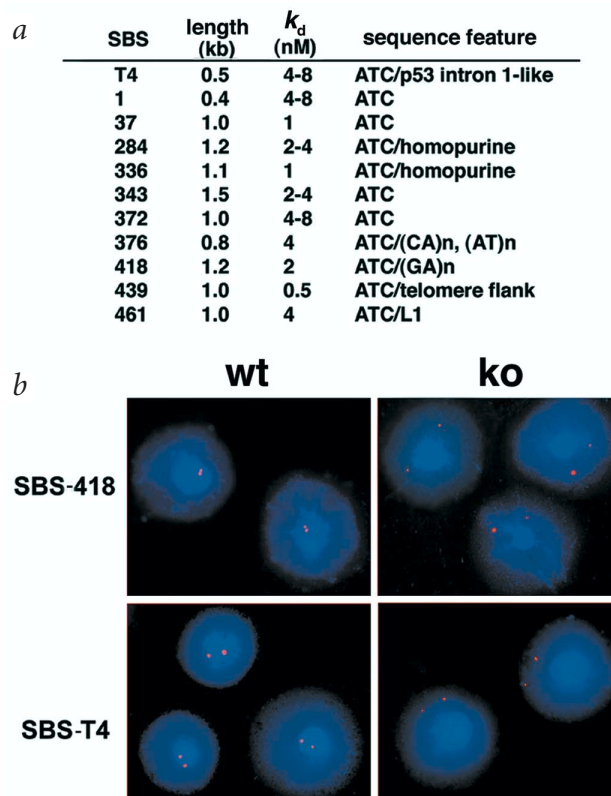 a
SBS length (kb) kd (nM) sequence feature
T4 0.5 4-8 ATC/p53 intron 1-like
1 0.4 4-8 ATC
37 1.0 1 ATC
284 1.2 2-4 ATC/homopurine
336 1.1 1 ATC/homopurine
343 1.5 2-4 ATC
372 1.0 4-8 ATC
376 0.8 4 ATC/(CA)n, (AT)n
418 1.2 2 ATC/(GA)n
439 1.0 0.5 ATC/telomere flank
461 1.0 4 ATC/L1
b
wt ko
SBS-418
SBS-T4